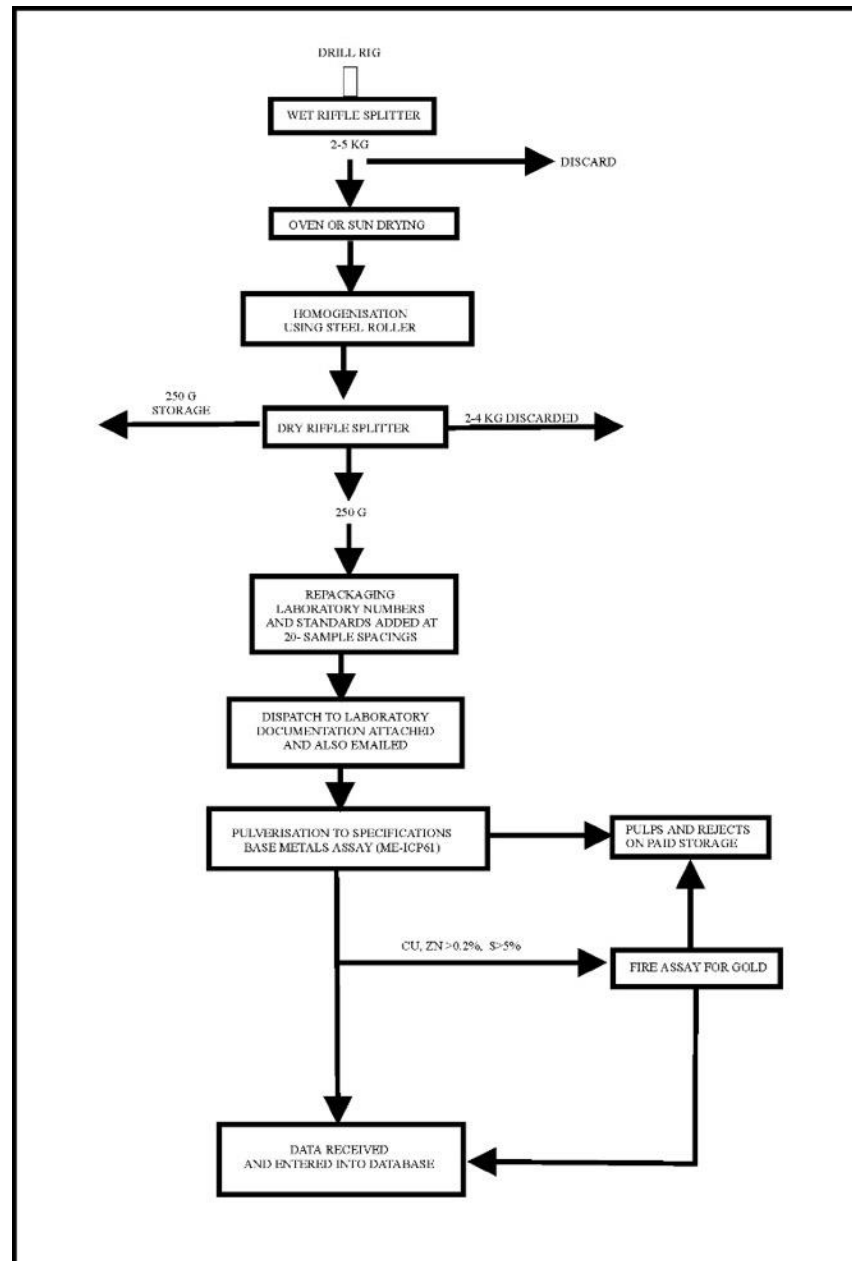 DRILL RIG
WET RIFFLE SPLITTER
2-5 KG
DISCARD
OVEN OR SUN DRYING
HOMOGENISATION
USING STEEL ROLLER
250 G
STORAGE
DRY RIFFLE SPLITTER
2-4 KG DISCARDED
250 G
REPACKAGING
LABORATORY NUMBERS
AND STANDARDS ADDED AT
20- SAMPLE SPACINGS
DISPATCH TO LABORATORY
DOCUMENTATION ATTACHED
AND ALSO EMAILED
PULVERISATION TO SPECIFICATIONS
BASE METALS ASSAY (ME-ICP61)
PULPS AND REJECTS
ON PAID STORAGE
CU, ZN >0.2%, S>5%
FIRE ASSAY FOR GOLD
DATA RECEIVED
AND ENTERED INTO DATABASE